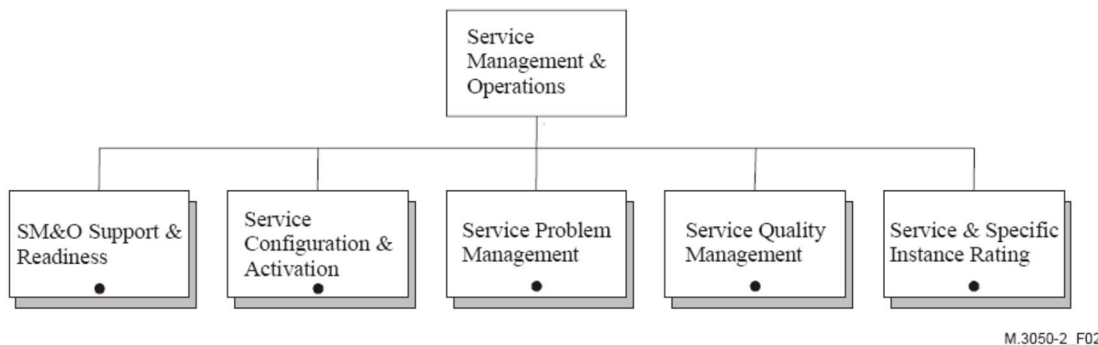 Service
Management &
Operations
SM&O Support &
Readiness
Service
Configuration &
Activation
Service Problem
Management
Service Quality
Management
Service & Specific
Instance Rating
M.3050-2_F02